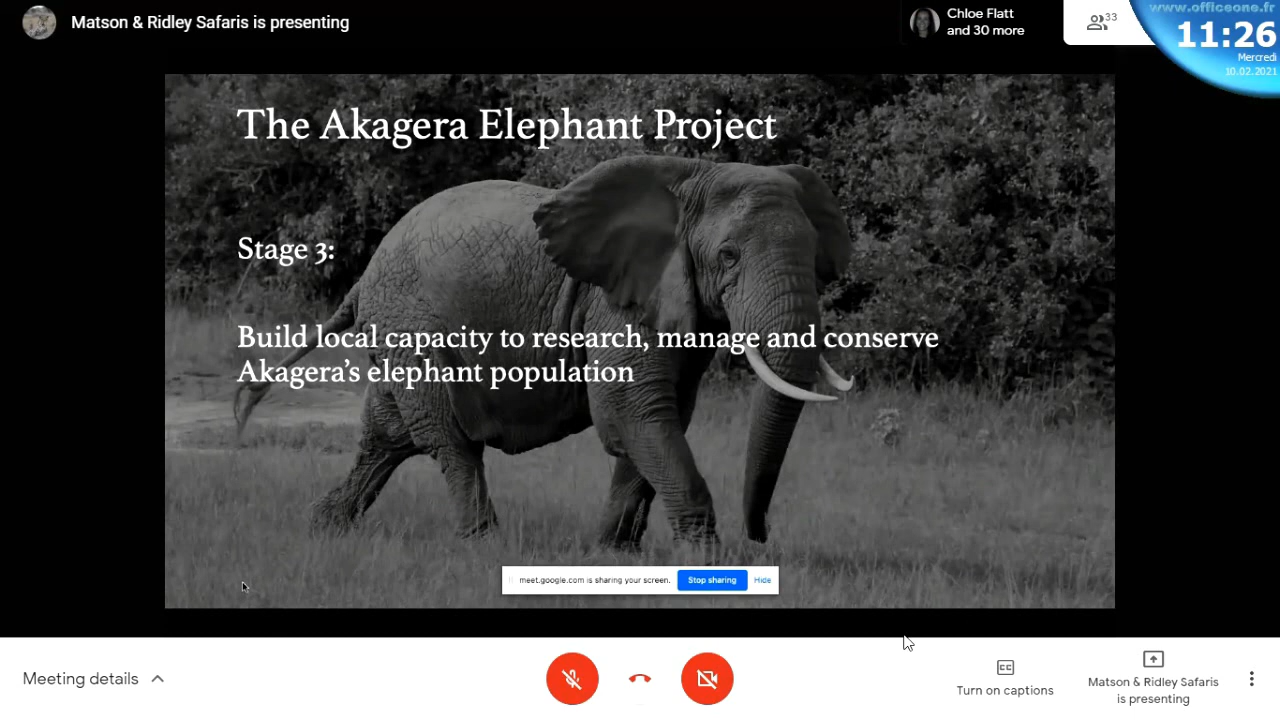 Matson & Ridley Safaris is presenting
Chloe Flatt
and 30 more
33
www.officeone.fr
11:26
Mercredi
10.02.2021
The Akagera Elephant Project
Stage 3:
Build local capacity to research, manage and conserve
Akagera’s elephant population
meet.google.com is sharing your screen. Stop sharing Hide
Meeting details
Turn on captions
Matson & Ridley Safaris
is presenting